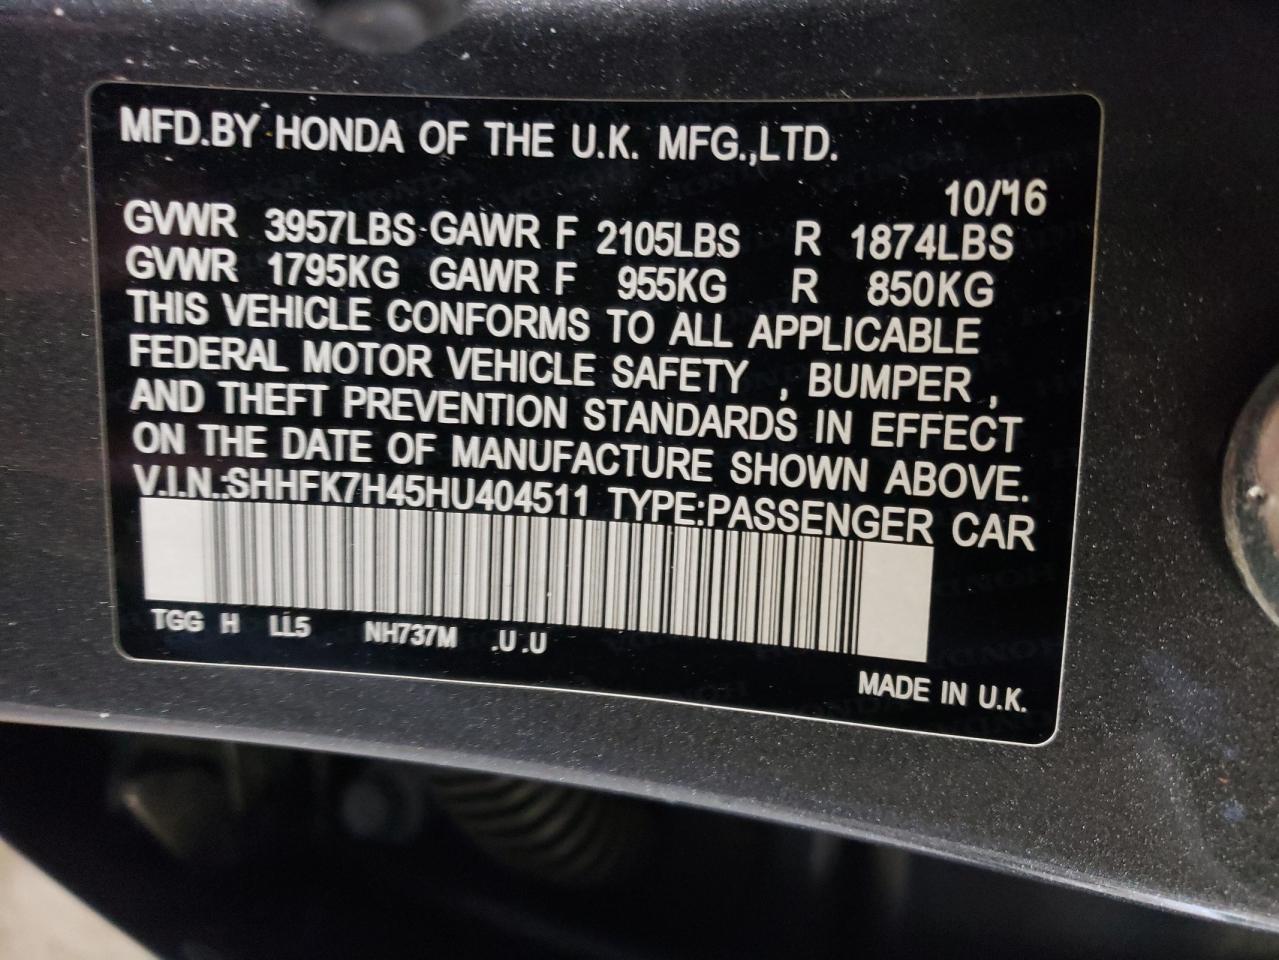 MFD.BY HONDA OF THE U.K. MFG.,LTD.
10/'16
GVWR 3957LBS GAWR F 2105LBS R 1874LBS
GVWR 1795KG GAWR F 955KG R 850KG
THIS VEHICLE CONFORMS TO ALL APPLICABLE
FEDERAL MOTOR VEHICLE SAFETY , BUMPER ,
AND THEFT PREVENTION STANDARDS IN EFFECT
ON THE DATE OF MANUFACTURE SHOWN ABOVE.
V.I.N.:SHHFK7H45HU404511 TYPE:PASSENGER CAR
TGG H LL5 NH737M .U .U
MADE IN U.K.